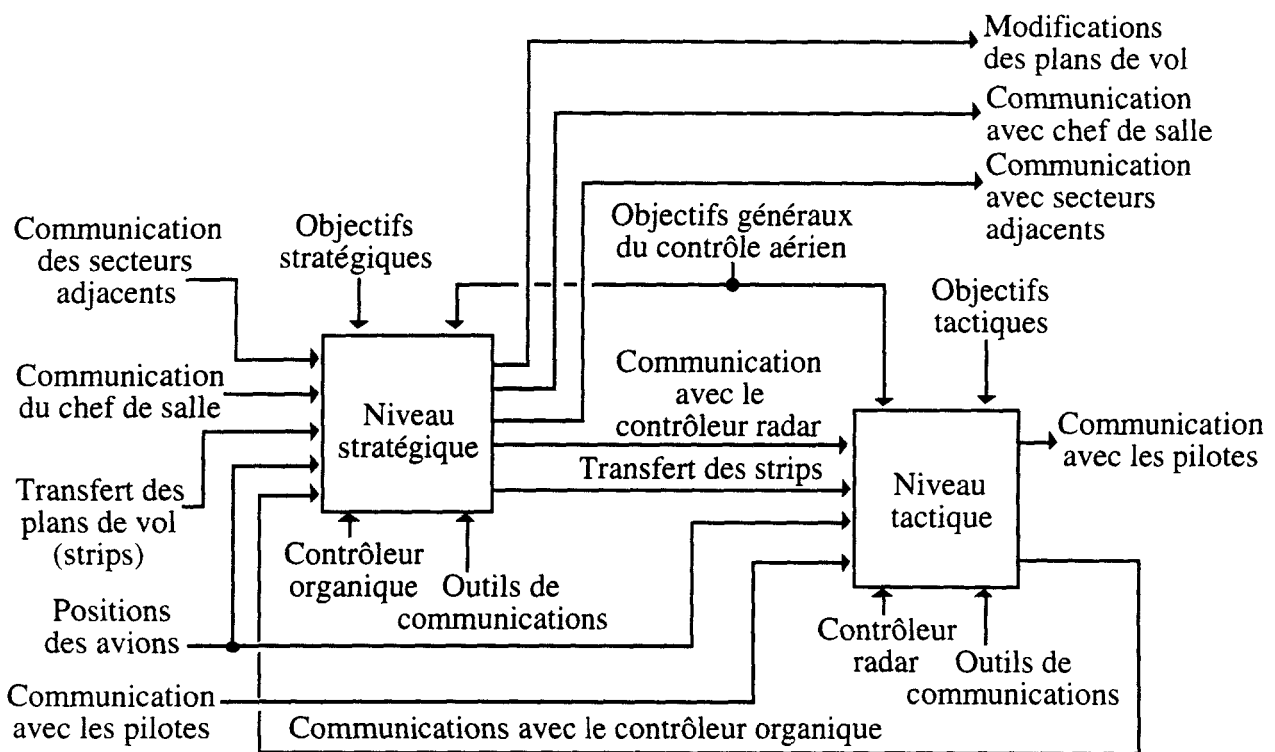 Modifications
des plans de vol
Communication
avec chef de salle
Communication
avec secteurs
adjacents
Objectifs généraux
du contrôle aérien
Communication
des secteurs
adjacents
Objectifs
stratégiques
Objectifs
tactiques
Communication
du chef de salle
Niveau
stratégique
Communication
avec le
contrôleur radar
Transfert des strips
Communication
avec les pilotes
Niveau
tactique
Transfert des
plans de vol
(strips)
Contrôleur
organique
Outils de
communications
Positions
des avions
Contrôleur
radar
Outils de
communications
Communication
avec les pilotes
Communications avec le contrôleur organique